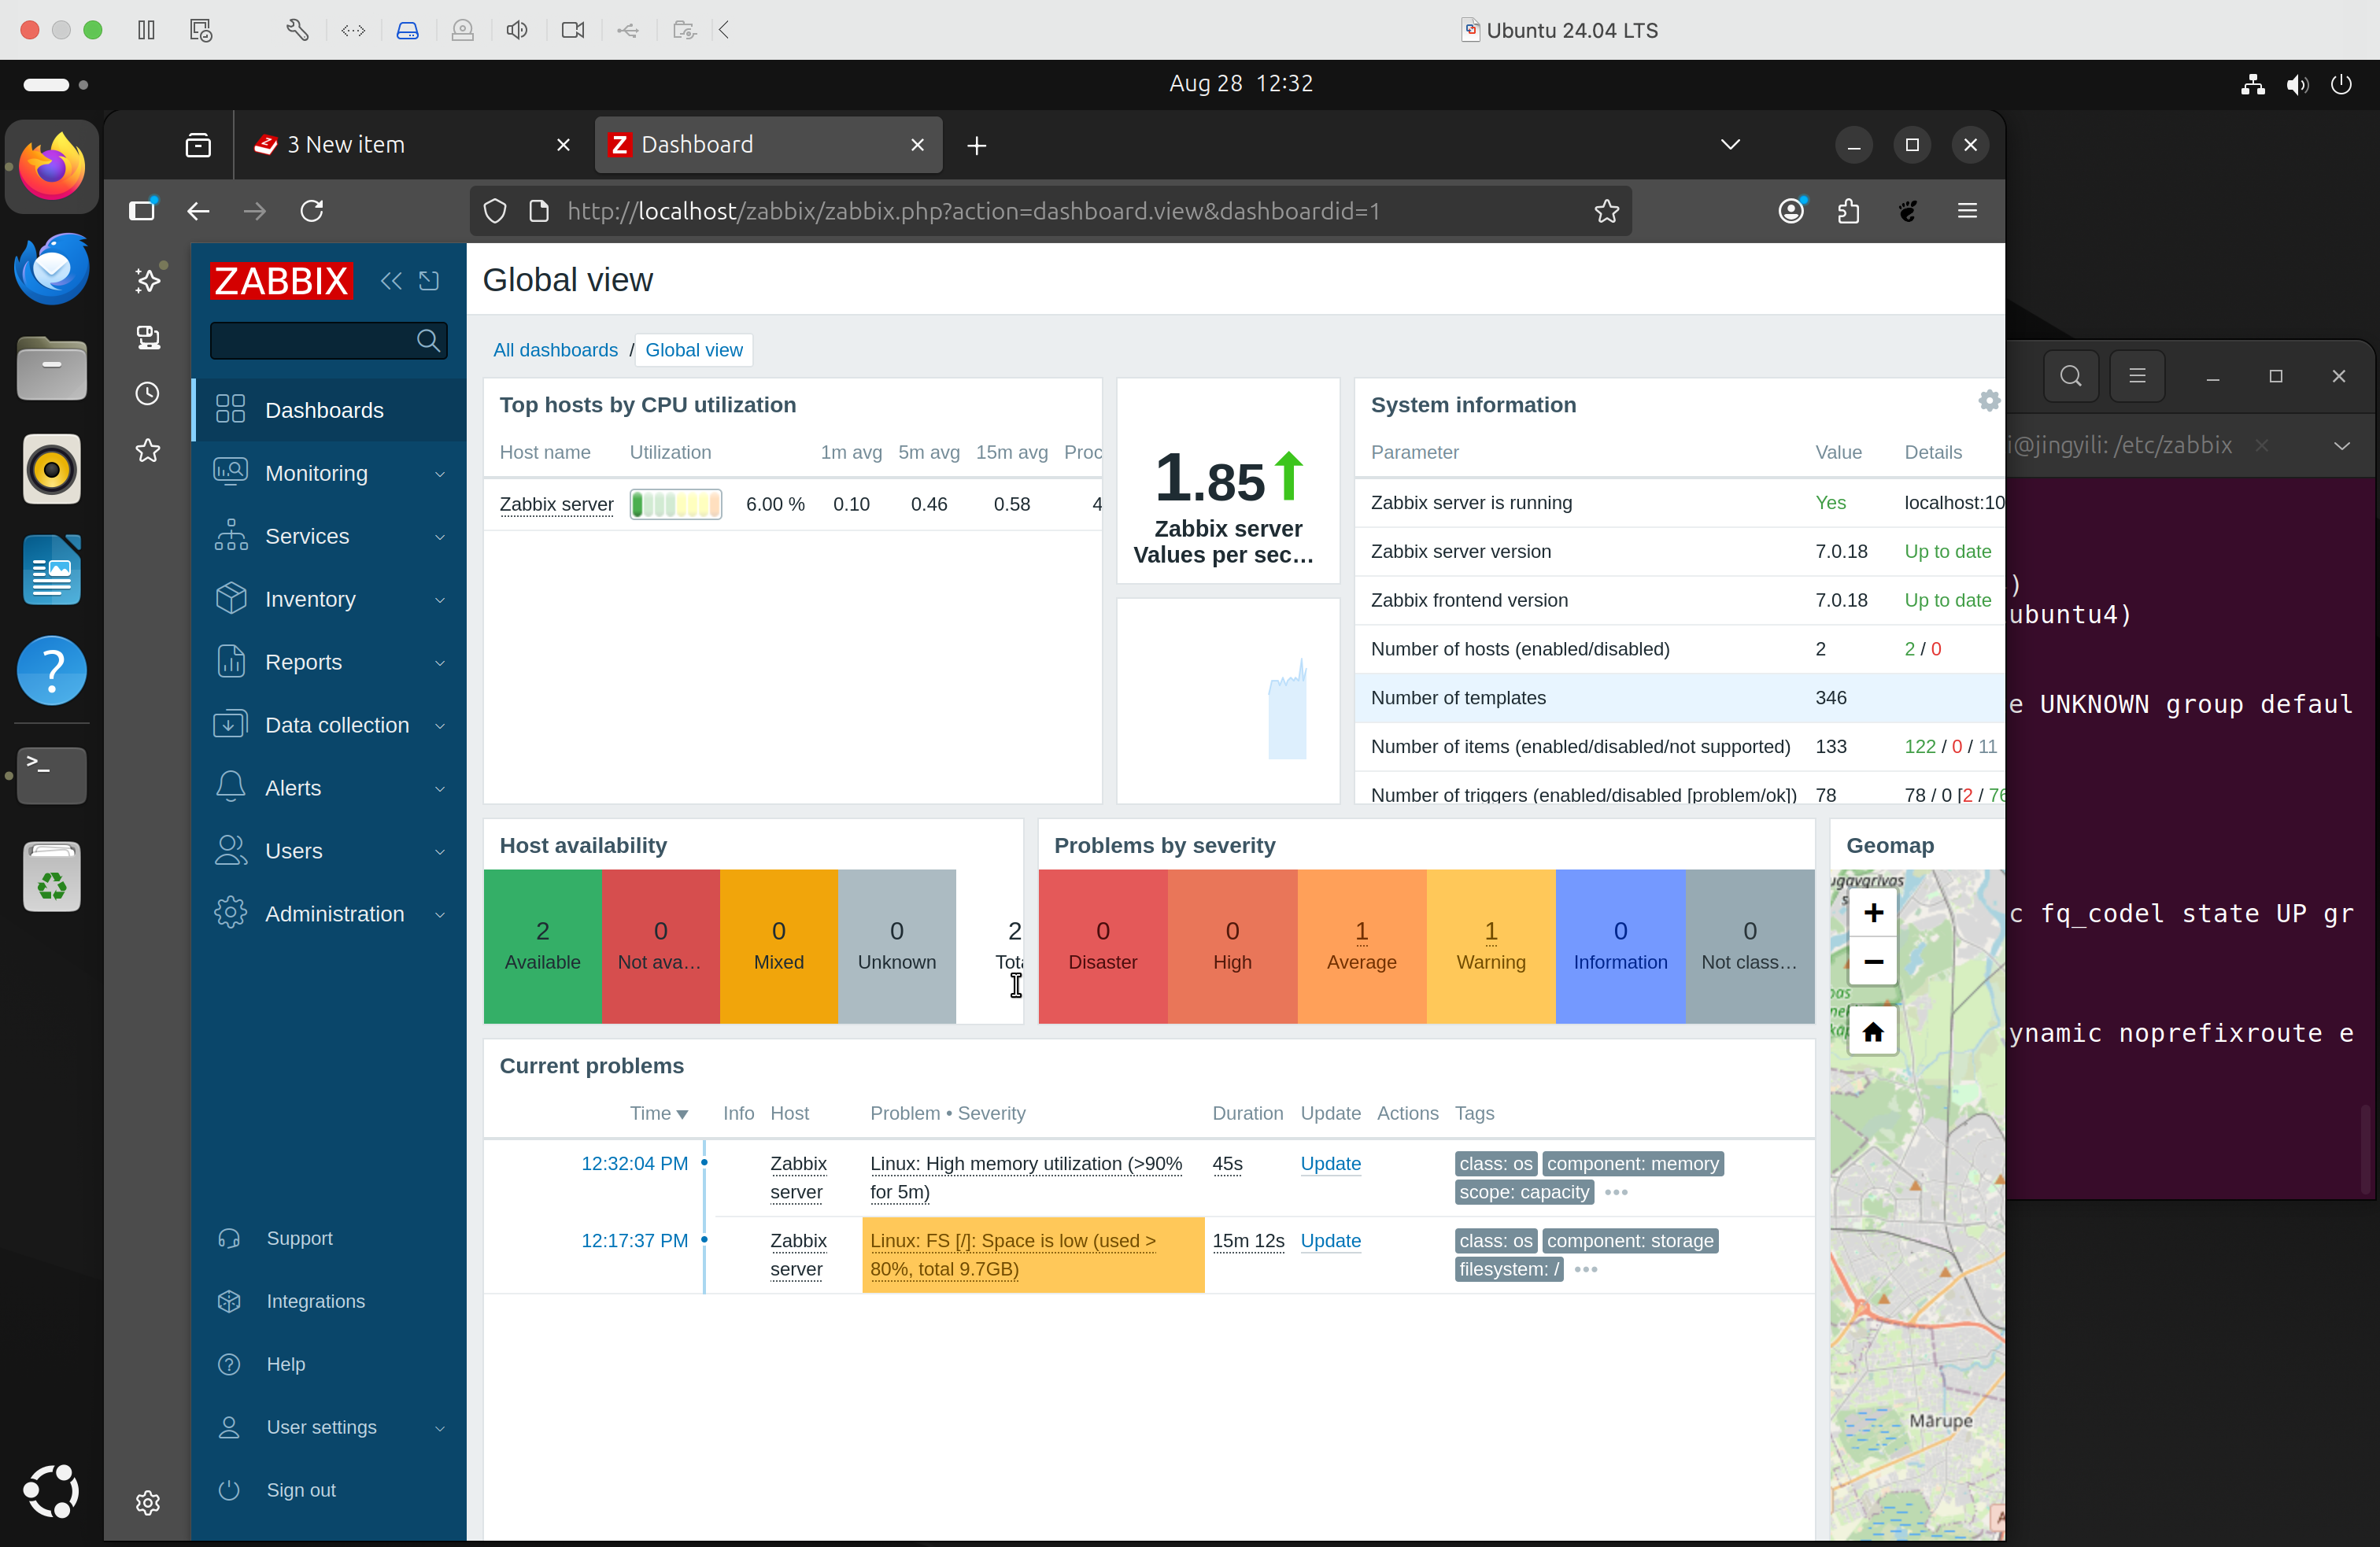 Ubuntu 24.04 LTS
Aug 28 12:32
3 New item
Dashboard
http://localhost/zabbix/zabbix.php?action=dashboard.view&dashboardid=1
ZABBIX
Dashboards
Monitoring
Services
Inventory
Reports
Data collection
Alerts
Users
Administration
Support
Integrations
Help
User settings
Sign out
Global view
All dashboards / Global view
Top hosts by CPU utilization
Host name Utilization 1m avg 5m avg 15m avg Proc
Zabbix server 6.00 % 0.10 0.46 0.58 4
1.85
Zabbix server
Values per sec…
System information
Parameter Value Details
Zabbix server is running Yes localhost:10
Zabbix server version 7.0.18 Up to date
Zabbix frontend version 7.0.18 Up to date
Number of hosts (enabled/disabled) 2 2 / 0
Number of templates 346
Number of items (enabled/disabled/not supported) 133 122 / 0 / 11
Number of triggers (enabled/disabled [problem/ok]) 78 78 / 0 [2 / 76
Host availability
2 Available
0 Not ava…
0 Mixed
0 Unknown
2 Tota
Problems by severity
0 Disaster
0 High
1 Average
1 Warning
0 Information
0 Not class…
Geomap
+
−
Mārupe
Current problems
Time Info Host Problem • Severity Duration Update Actions Tags
12:32:04 PM Zabbix server Linux: High memory utilization (>90% for 5m) 45s Update class: os component: memory scope: capacity •••
12:17:37 PM Zabbix server Linux: FS [/]: Space is low (used > 80%, total 9.7GB) 15m 12s Update class: os component: storage filesystem: / •••
i@jingyili: /etc/zabbix
)
ubuntu4)
e UNKNOWN group defaul
c fq_codel state UP gr
ynamic noprefixroute e
>_